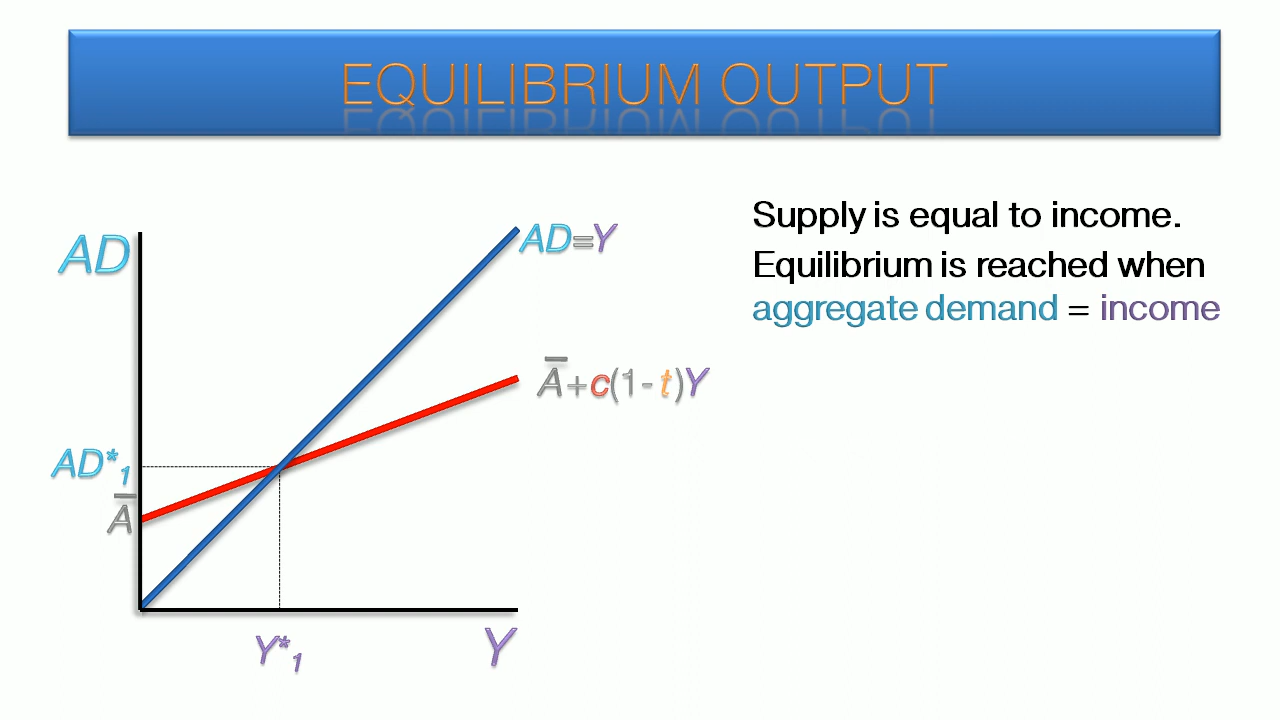 EQUILIBRIUM OUTPUT
Supply is equal to income.
Equilibrium is reached when
aggregate demand = income
AD
AD≡Y
A̅+c(1-t)Y
AD*₁
A̅
Y*₁
Y